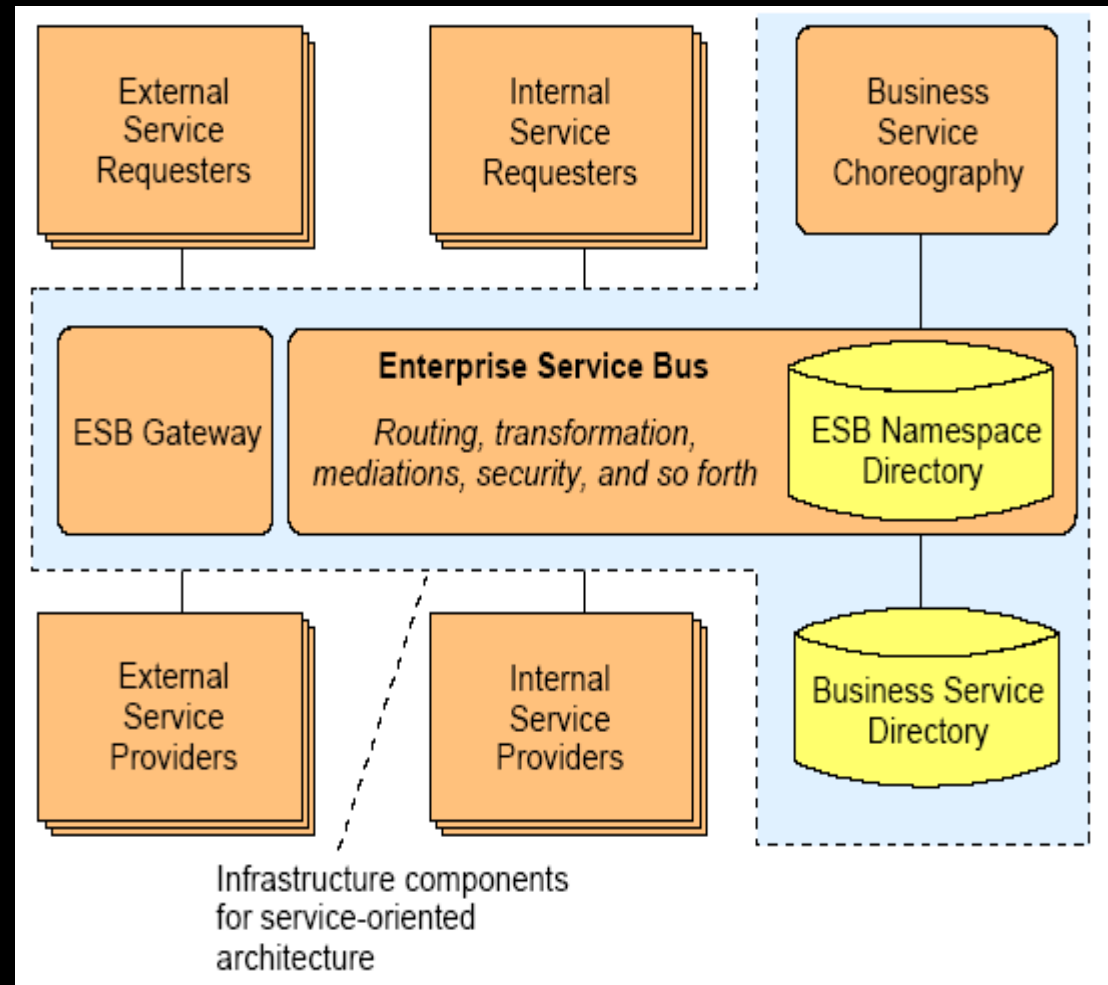 External
Service
Requesters
Internal
Service
Requesters
Business
Service
Choreography
ESB Gateway
Enterprise Service Bus
Routing, transformation,
mediations, security, and so forth
ESB Namespace
Directory
External
Service
Providers
Internal
Service
Providers
Business Service
Directory
Infrastructure components
for service-oriented
architecture